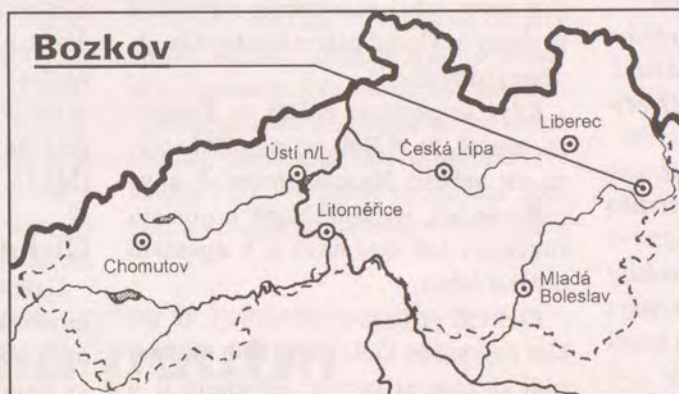 Bozkov
Liberec
Ústí n/L
Česká Lípa
Litoměřice
Chomutov
Mladá
Boleslav